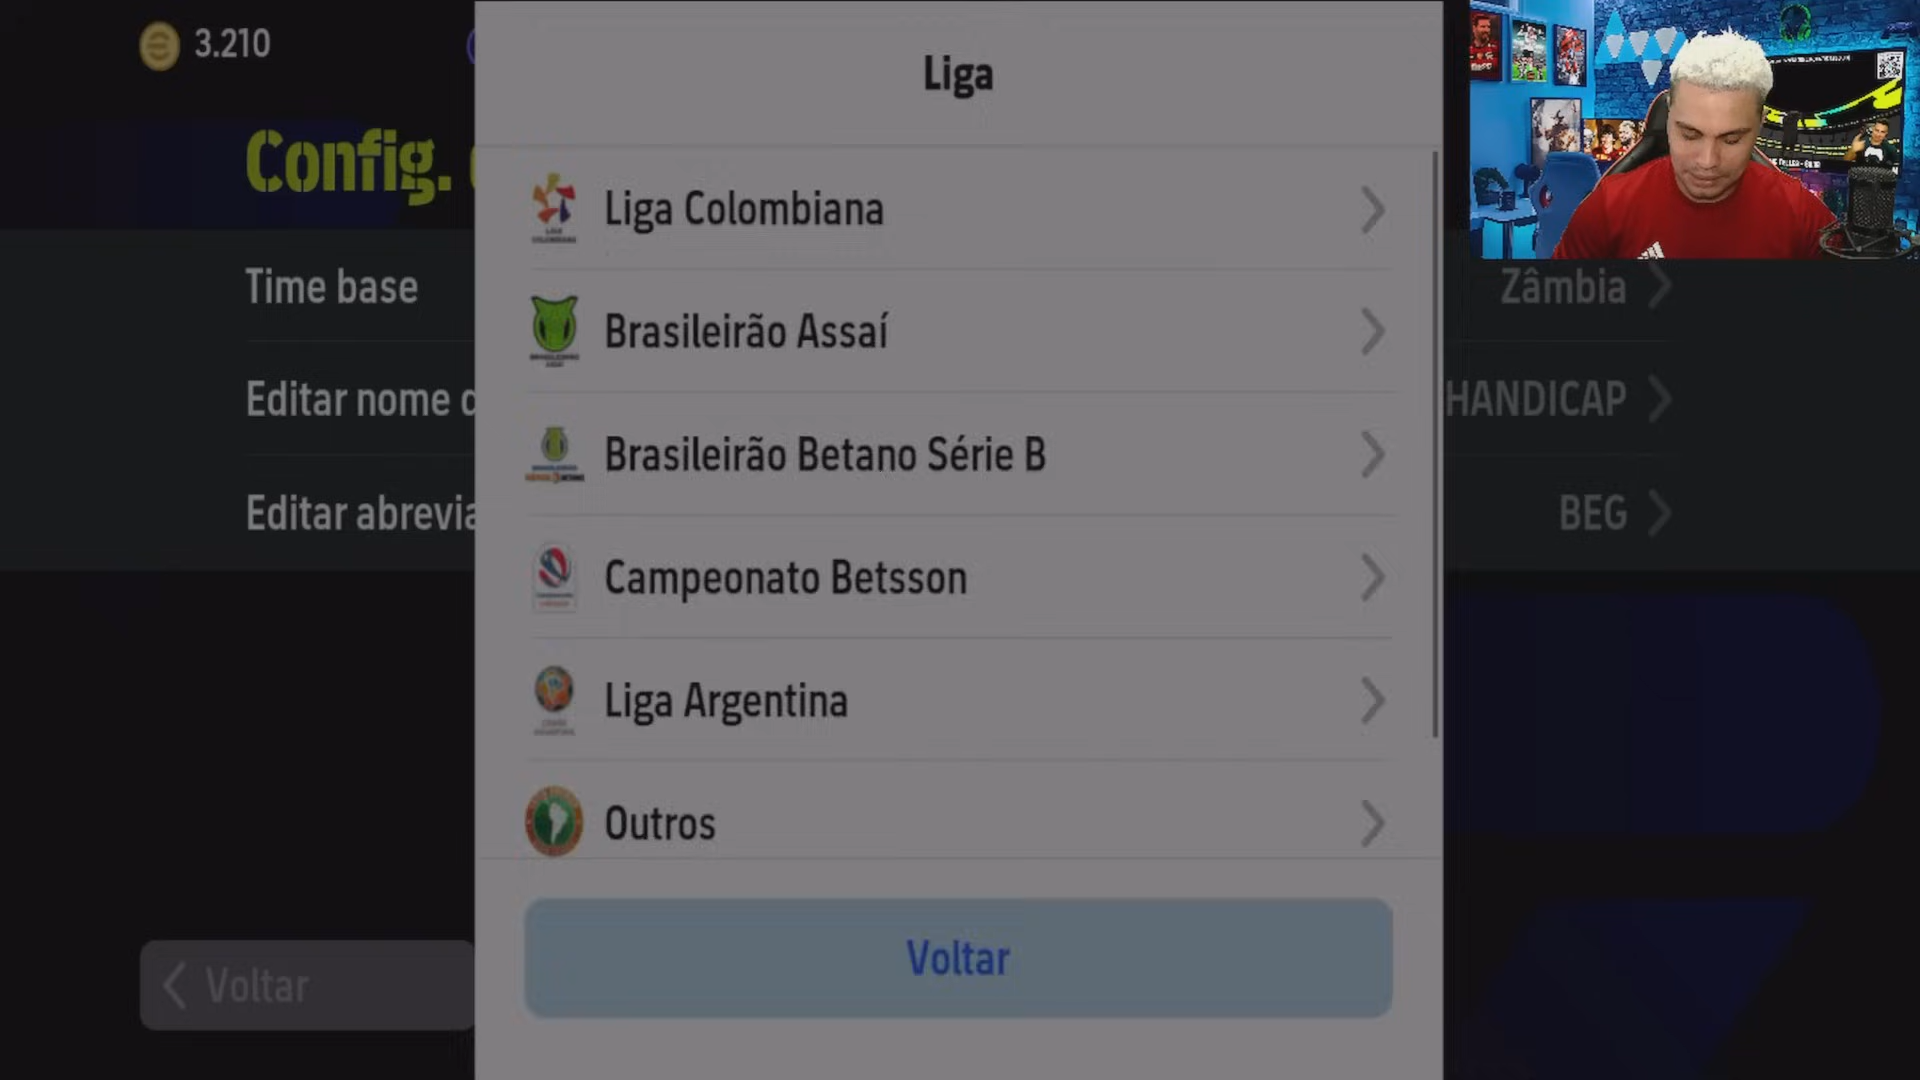 3.210
Liga
Config.
Liga Colombiana
Time base
Zâmbia
Brasileirão Assaí
Editar nome
HANDICAP
Brasileirão Betano Série B
Editar abrevia
BEG
Campeonato Betsson
Liga Argentina
Outros
Voltar
Voltar